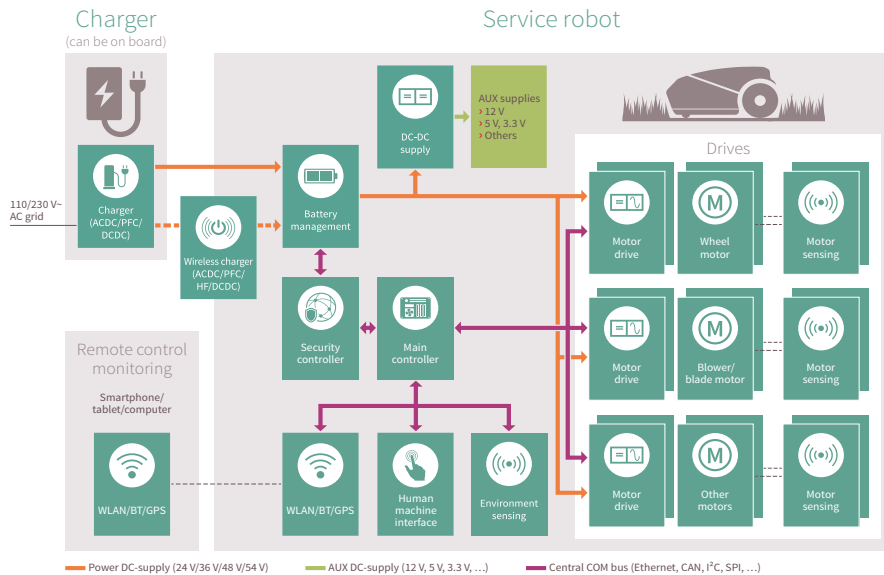 Charger
(can be on board)
Service robot
110/230 V~
AC grid
Charger
(ACDC/PFC/
DCDC)
Wireless charger
(ACDC/PFC/
HF/DCDC)
Battery
management
DC-DC
supply
AUX supplies
› 12 V
› 5 V, 3.3 V
› Others
Drives
Motor
drive
M
Wheel
motor
Motor
sensing
Security
controller
Main
controller
Motor
drive
M
Blower/
blade motor
Motor
sensing
Remote control
monitoring
Smartphone/
tablet/computer
WLAN/BT/GPS
WLAN/BT/GPS
Human
machine
interface
Environment
sensing
Motor
drive
M
Other
motors
Motor
sensing
Power DC-supply (24 V/36 V/48 V/54 V)
AUX DC-supply (12 V, 5 V, 3.3 V, …)
Central COM bus (Ethernet, CAN, I²C, SPI, …)